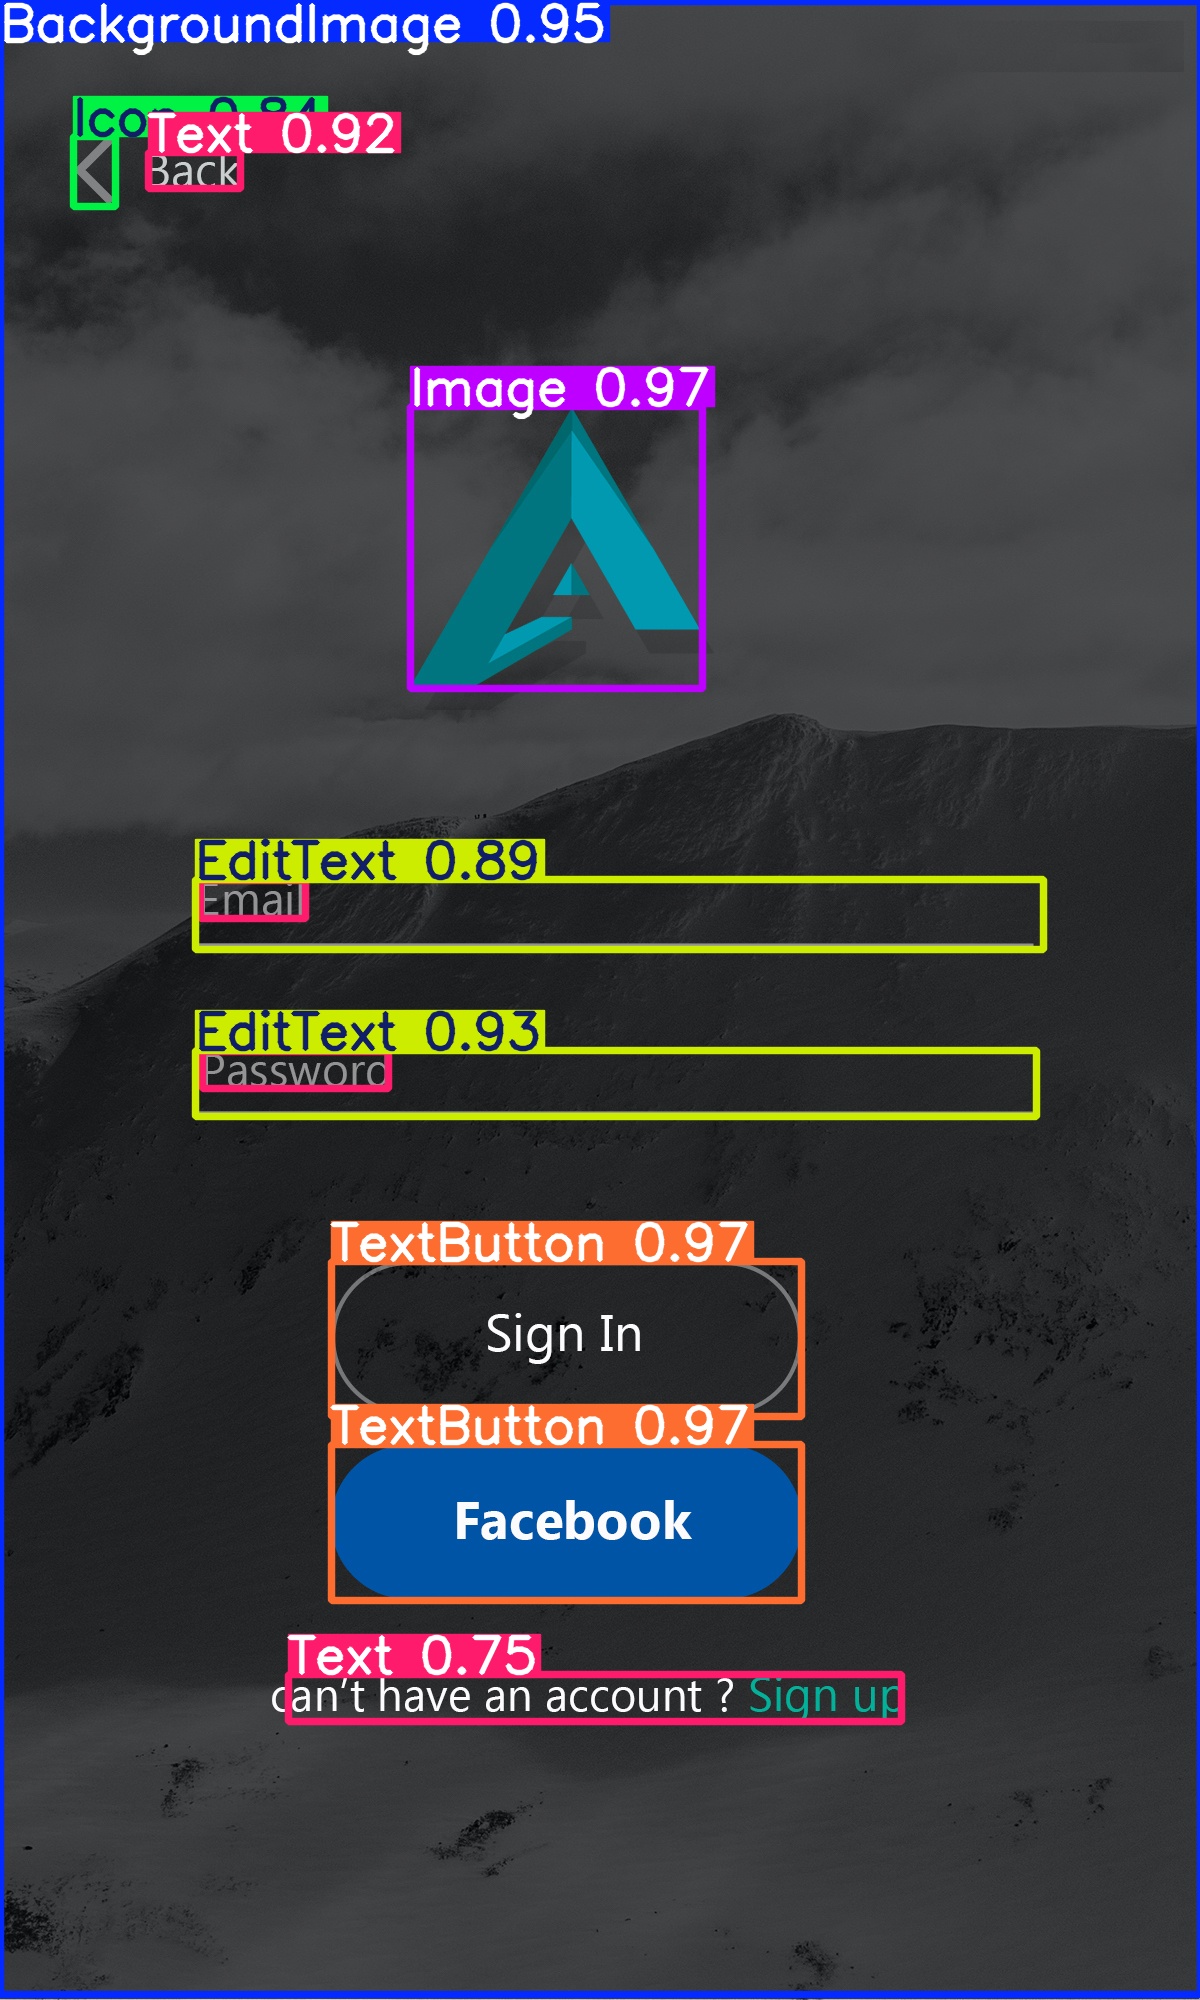 BackgroundImage 0.95
Icon 0.84
Text 0.92
Back
Image 0.97
EditText 0.89
Email
EditText 0.93
Password
TextButton 0.97
Sign In
TextButton 0.97
Facebook
Text 0.75
can’t have an account ? Sign up